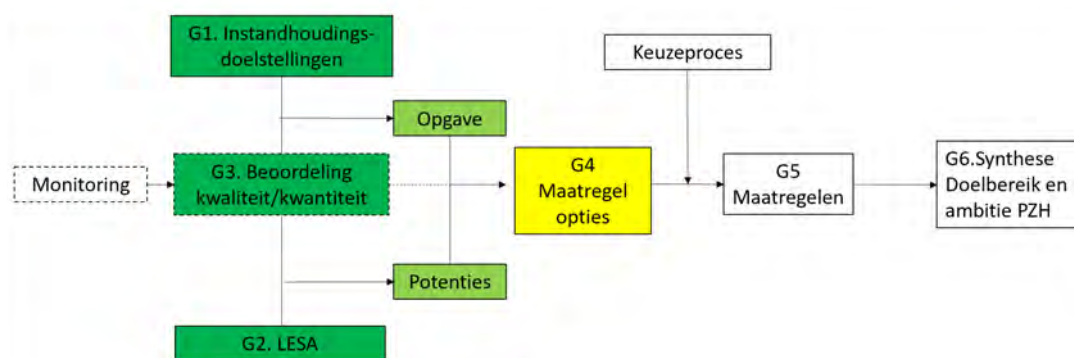 G1. Instandhoudings-
doelstellingen
Keuzeproces
Opgave
Monitoring
G3. Beoordeling
kwaliteit/kwantiteit
G4
Maatregel
opties
G5
Maatregelen
G6.Synthese
Doelbereik en
ambitie PZH
Potenties
G2. LESA